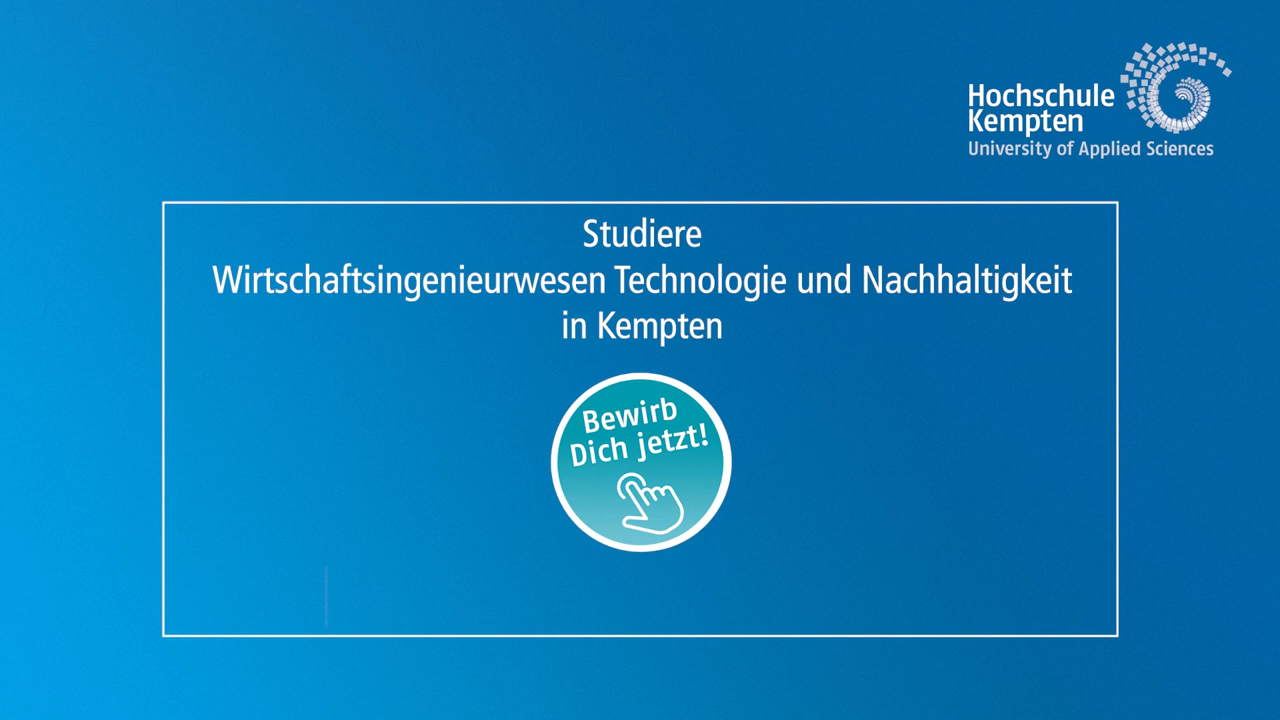 Hochschule
Kempten
University of Applied Sciences
Studiere
Wirtschaftsingenieurwesen Technologie und Nachhaltigkeit
in Kempten
Bewirb
Dich jetzt!